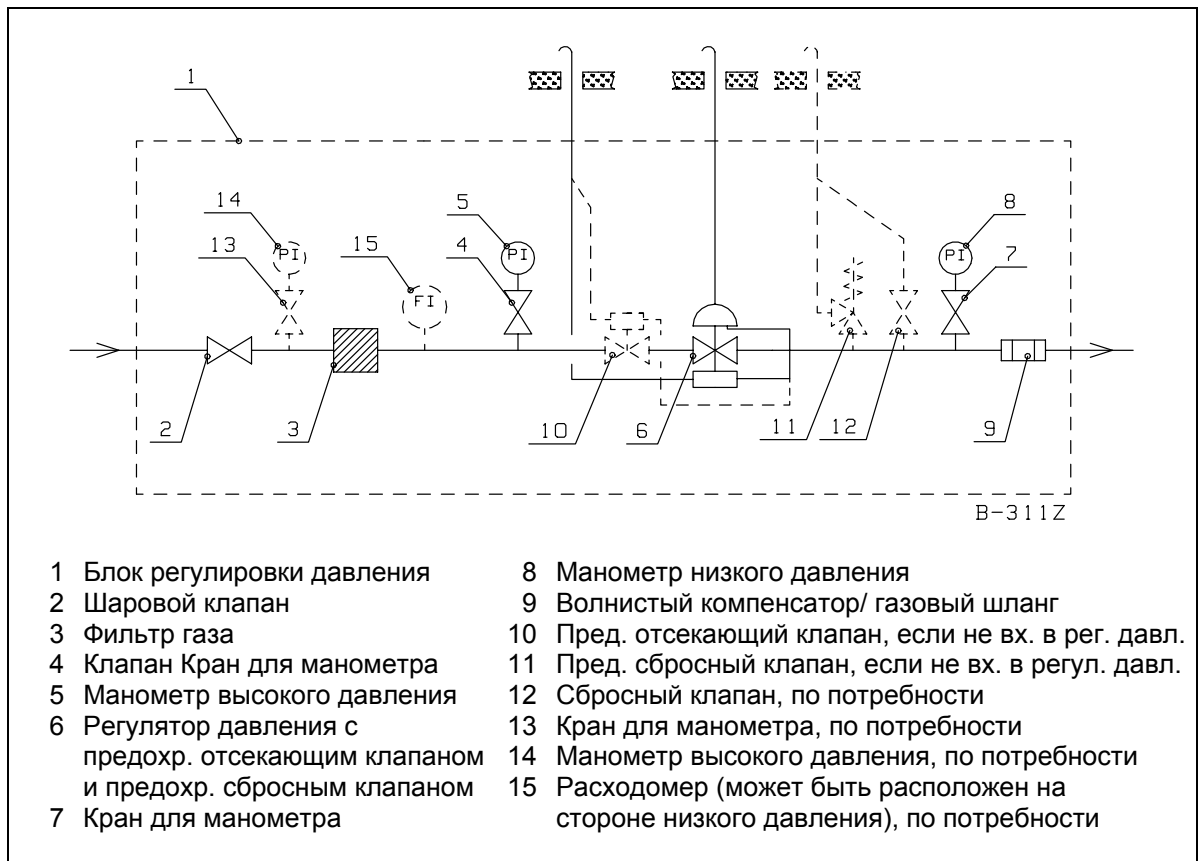 1
14
5
8
13
15
4
7
PI
FI
PI
PI
2
3
10
6
11
12
9
B-311Z
1 Блок регулировки давления
2 Шаровой клапан
3 Фильтр газа
4 Клапан Кран для манометра
5 Манометр высокого давления
6 Регулятор давления с
предохр. отсекающим клапаном
и предохр. сбросным клапаном
7 Кран для манометра
8 Манометр низкого давления
9 Волнистый компенсатор/ газовый шланг
10 Пред. отсекающий клапан, если не вх. в рег. давл.
11 Пред. сбросный клапан, если не вх. в регул. давл.
12 Сбросный клапан, по потребности
13 Кран для манометра, по потребности
14 Манометр высокого давления, по потребности
15 Расходомер (может быть расположен на
стороне низкого давления), по потребности